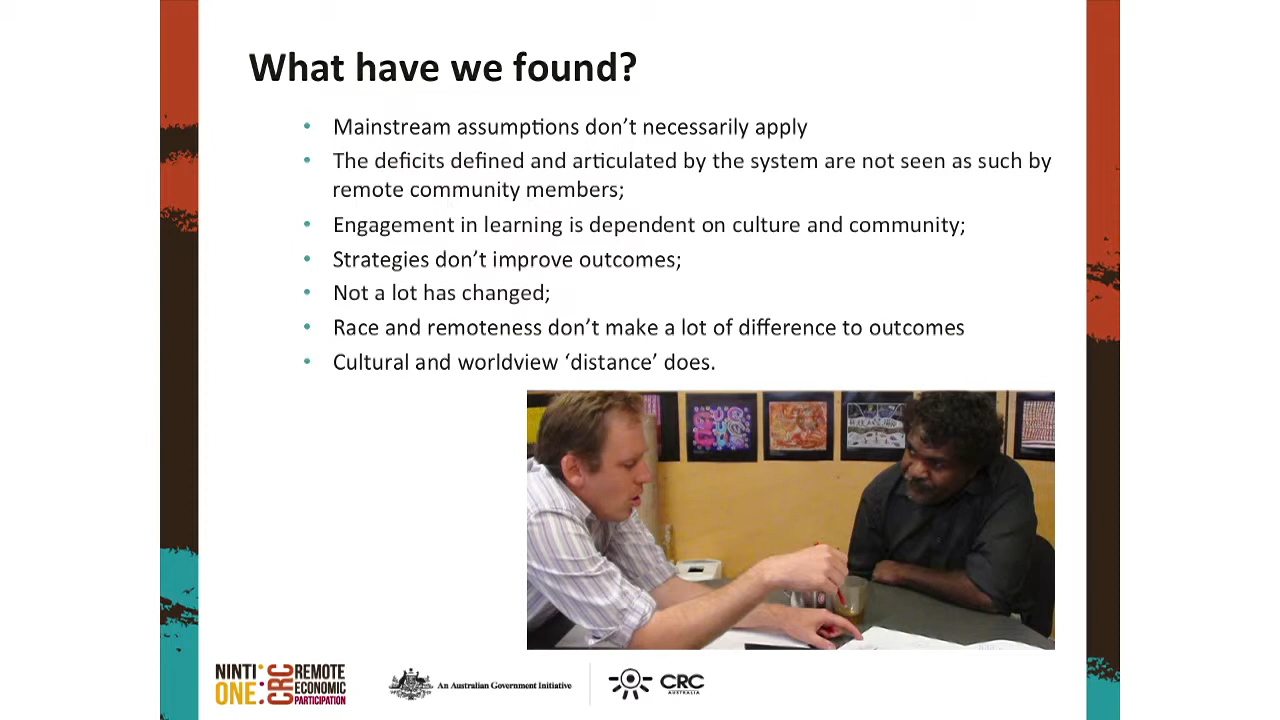 What have we found?
• Mainstream assumptions don’t necessarily apply
• The deficits defined and articulated by the system are not seen as such by
remote community members;
• Engagement in learning is dependent on culture and community;
• Strategies don’t improve outcomes;
• Not a lot has changed;
• Race and remoteness don’t make a lot of difference to outcomes
• Cultural and worldview ‘distance’ does.
NINTI
ONE:
CRC
REMOTE
ECONOMIC
PARTICIPATION
An Australian Government Initiative
CRC
AUSTRALIA